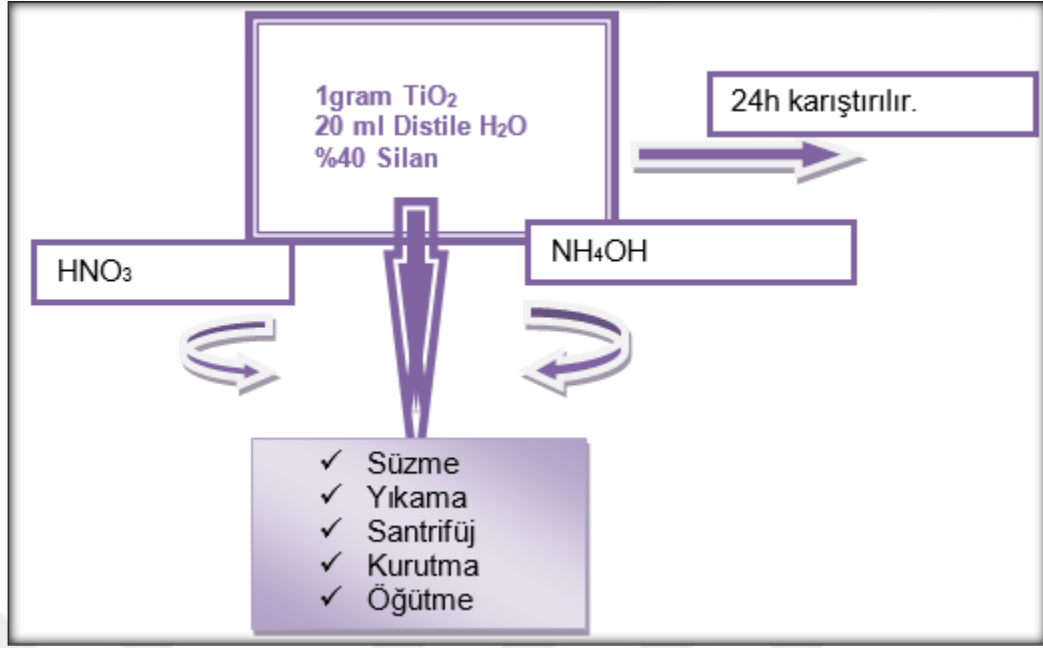 1gram TiO₂
20 ml Distile H₂O
%40 Silan
24h karıştırılır.
HNO₃
NH₄OH
✓ Süzme
✓ Yıkama
✓ Santrifüj
✓ Kurutma
✓ Öğütme